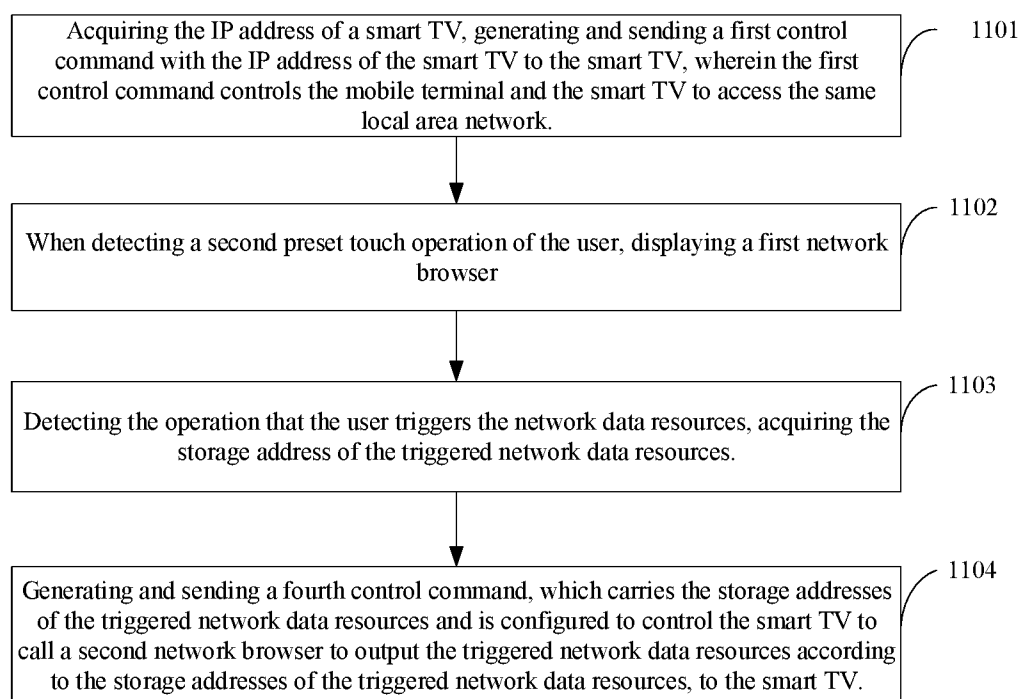 Acquiring the IP address of a smart TV, generating and sending a first control
command with the IP address of the smart TV to the smart TV, wherein the first
control command controls the mobile terminal and the smart TV to access the same
local area network.
1101
When detecting a second preset touch operation of the user, displaying a first network
browser
1102
Detecting the operation that the user triggers the network data resources, acquiring the
storage address of the triggered network data resources.
1103
Generating and sending a fourth control command, which carries the storage addresses
of the triggered network data resources and is configured to control the smart TV to
call a second network browser to output the triggered network data resources according
to the storage addresses of the triggered network data resources, to the smart TV.
1104